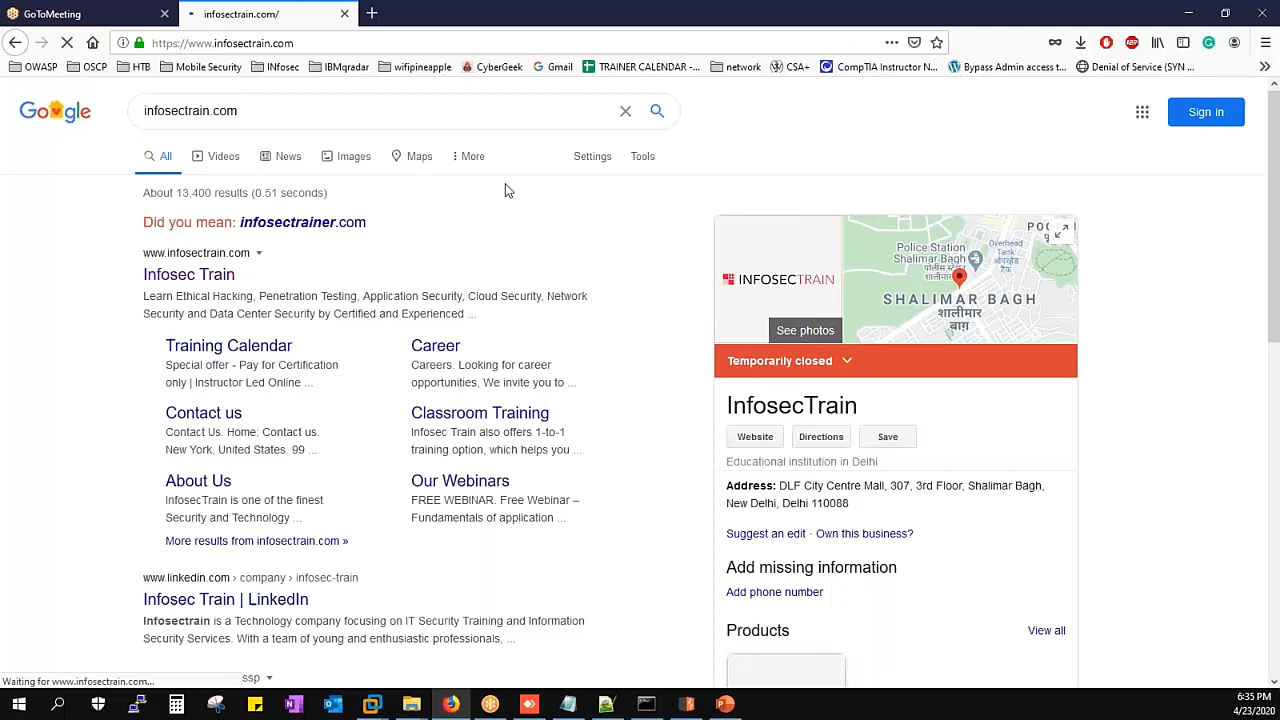 GoToMeeting
infosectrain.com/
https://www.infosectrain.com
OWASP OSCP HTB Mobile Security INfosec IBMqradar wifipineapple CyberGeek Gmail TRAINER CALENDAR -... network CSA+ CompTIA Instructor N... Bypass Admin access t... Denial of Service (SYN ...
Google
infosectrain.com
Sign in
All Videos News Images Maps More Settings Tools
About 13,400 results (0.51 seconds)
Did you mean: infosectrainer.com
www.infosectrain.com
Infosec Train
Learn Ethical Hacking, Penetration Testing, Application Security, Cloud Security, Network
Security and Data Center Security by Certified and Experienced ...
Training Calendar
Special offer - Pay for Certification
only | Instructor Led Online ...
Career
Careers. Looking for career
opportunities, We invite you to ...
Contact us
Contact Us. Home; Contact us.
New York, United States. 99 ...
Classroom Training
Infosec Train also offers 1-to-1
training option, which helps you ...
About Us
InfosecTrain is one of the finest
Security and Technology ...
Our Webinars
FREE WEBINAR. Free Webinar –
Fundamentals of application ...
More results from infosectrain.com »
www.linkedin.com › company › infosec-train
Infosec Train | LinkedIn
Infosectrain is a Technology company focusing on IT Security Training and Information
Security Services. With a team of young and enthusiastic professionals, ...
ssp
Waiting for www.infosectrain.com...
INFOSECTRAIN
See photos
Police Station
Shalimar Bagh
पुलिस स्टेशन
शालीमार बाग
Overhead
Tank
ओवरहेड
टैंक
SHALIMAR BAGH
शालीमार
बाग़
Temporarily closed
InfosecTrain
Website Directions Save
Educational institution in Delhi
Address: DLF City Centre Mall, 307, 3rd Floor, Shalimar Bagh,
New Delhi, Delhi 110088
Suggest an edit · Own this business?
Add missing information
Add phone number
Products View all
6:35 PM
4/23/2020